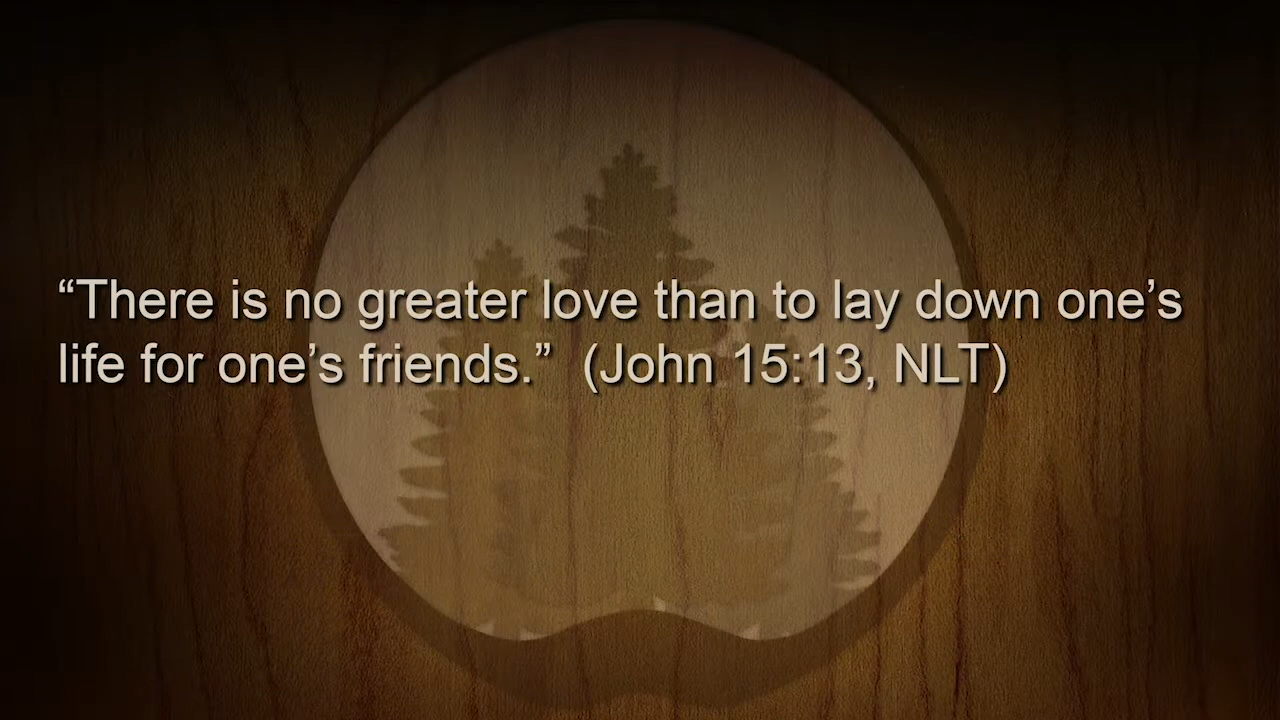 “There is no greater love than to lay down one’s
life for one’s friends.”  (John 15:13, NLT)